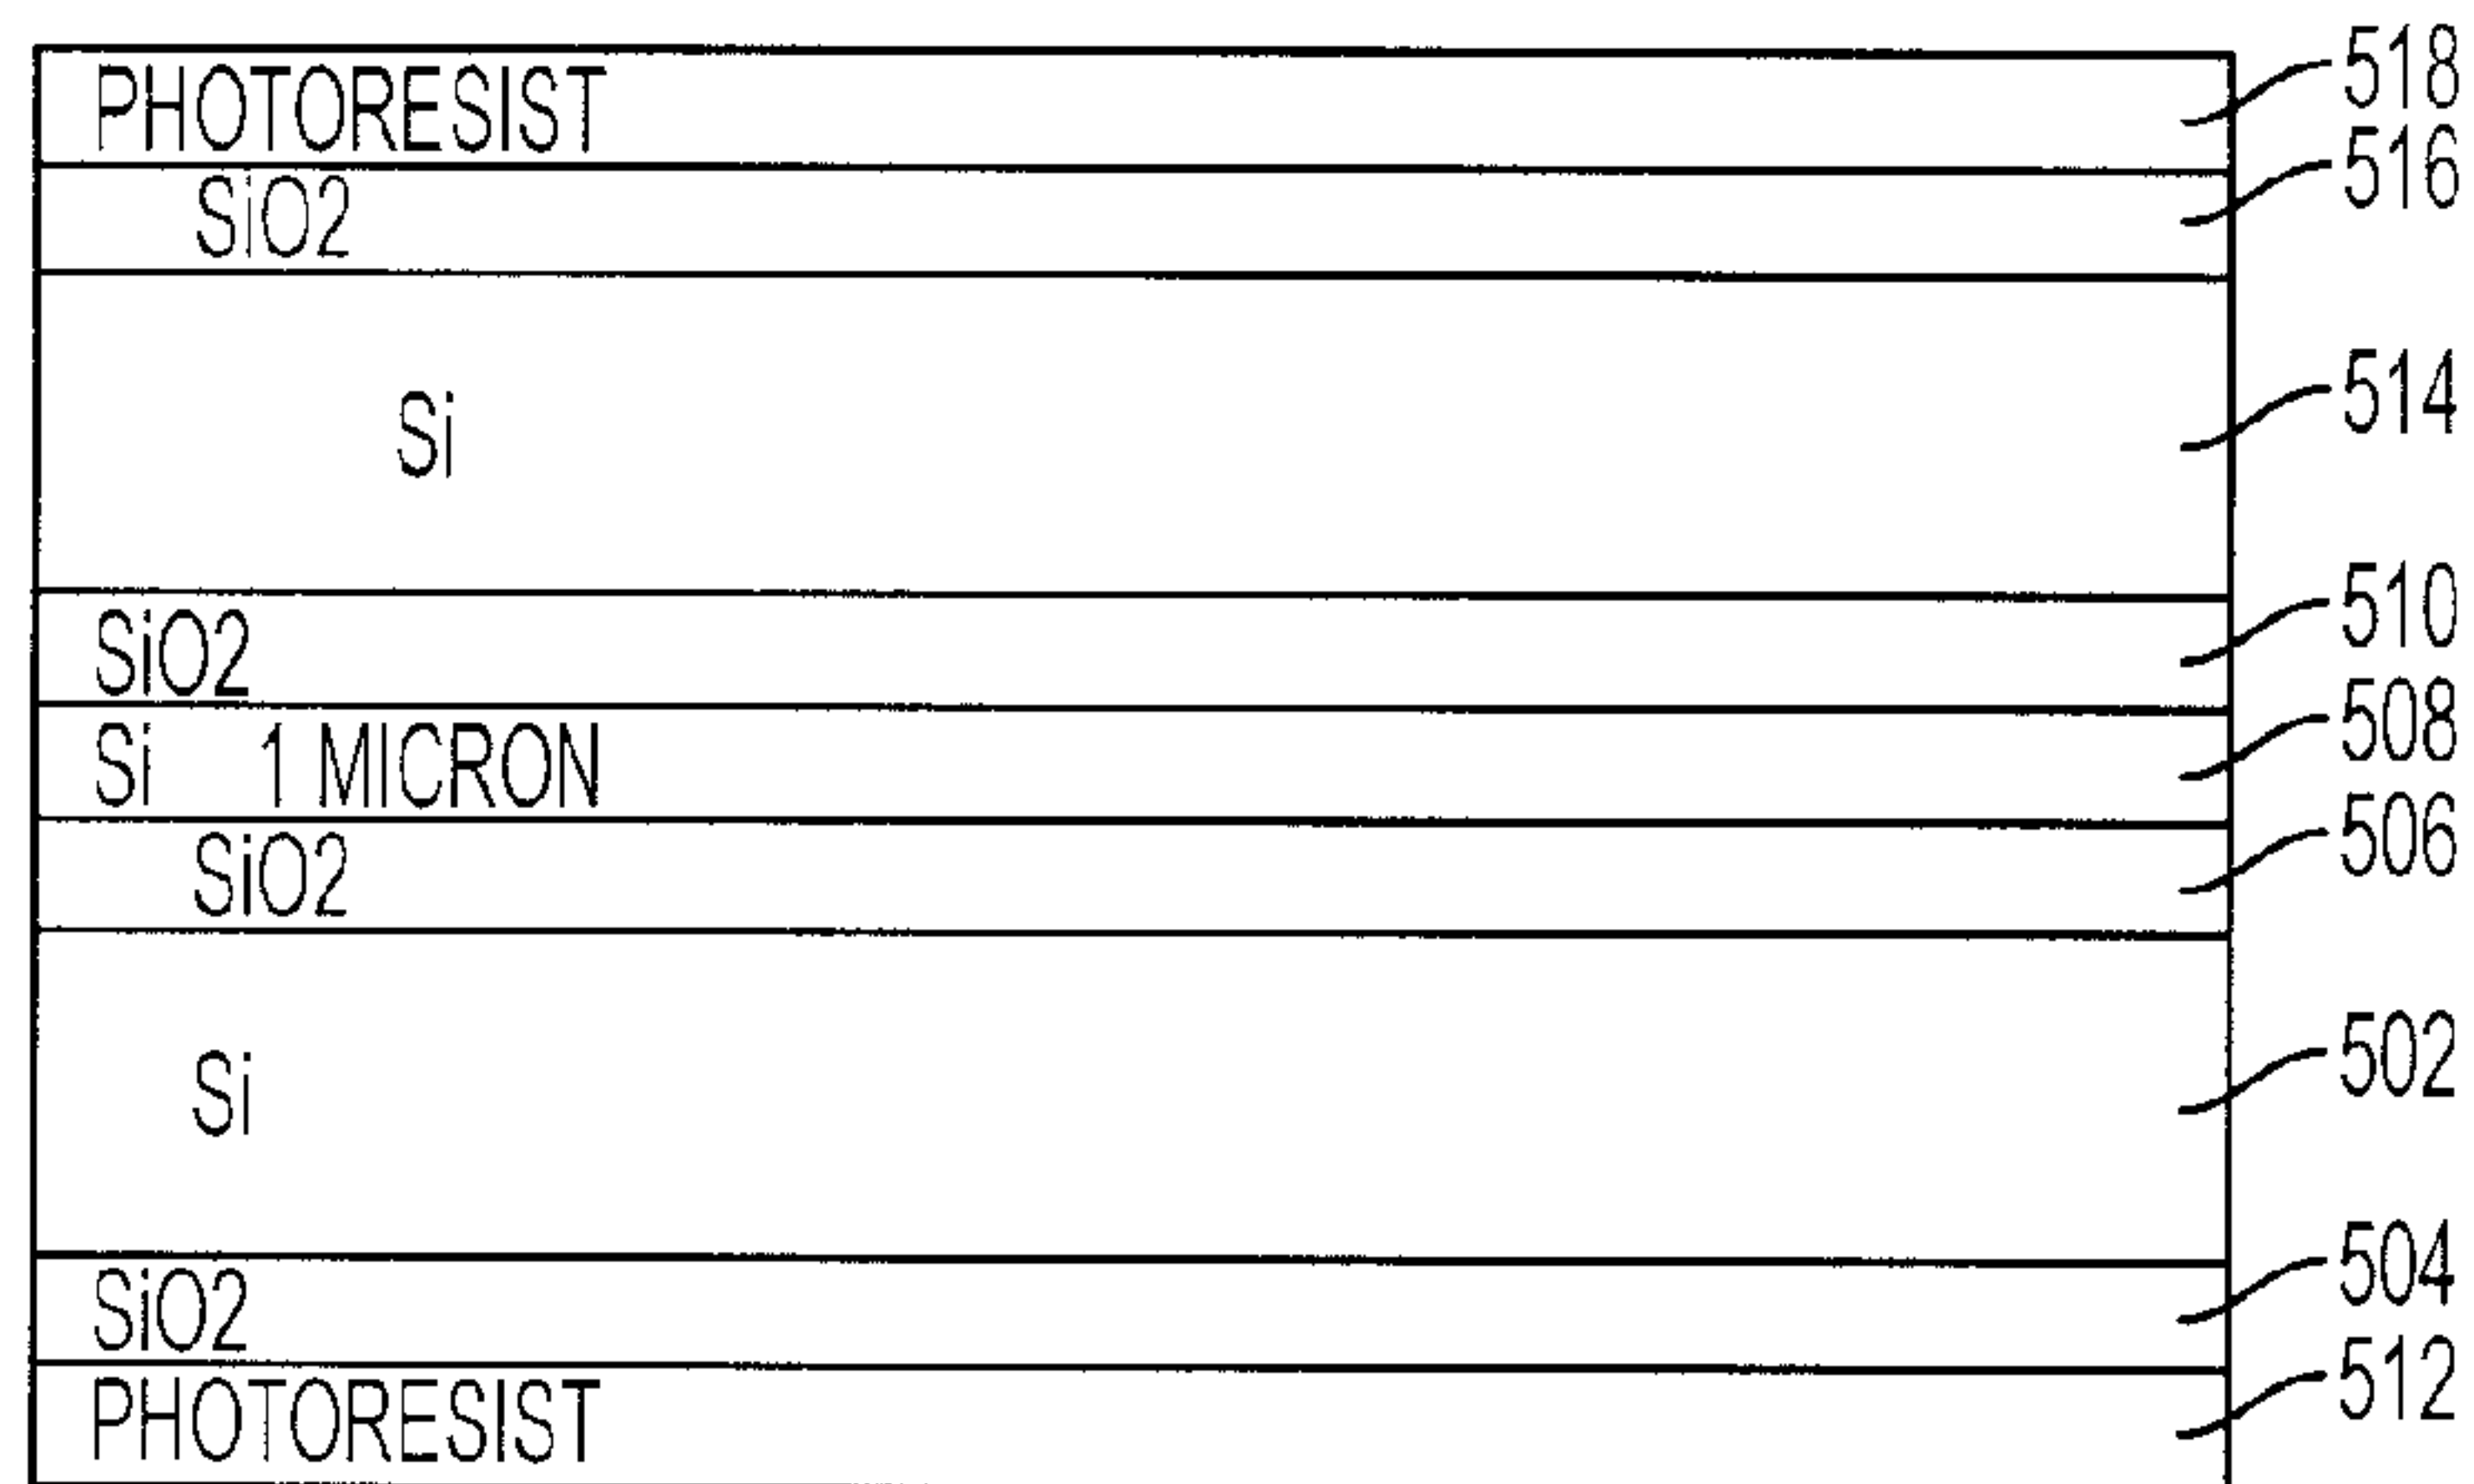 PHOTORESIST 518
SiO2 516
Si 514
SiO2 510
Si 1 MICRON 508
SiO2 506
Si 502
SiO2 504
PHOTORESIST 512